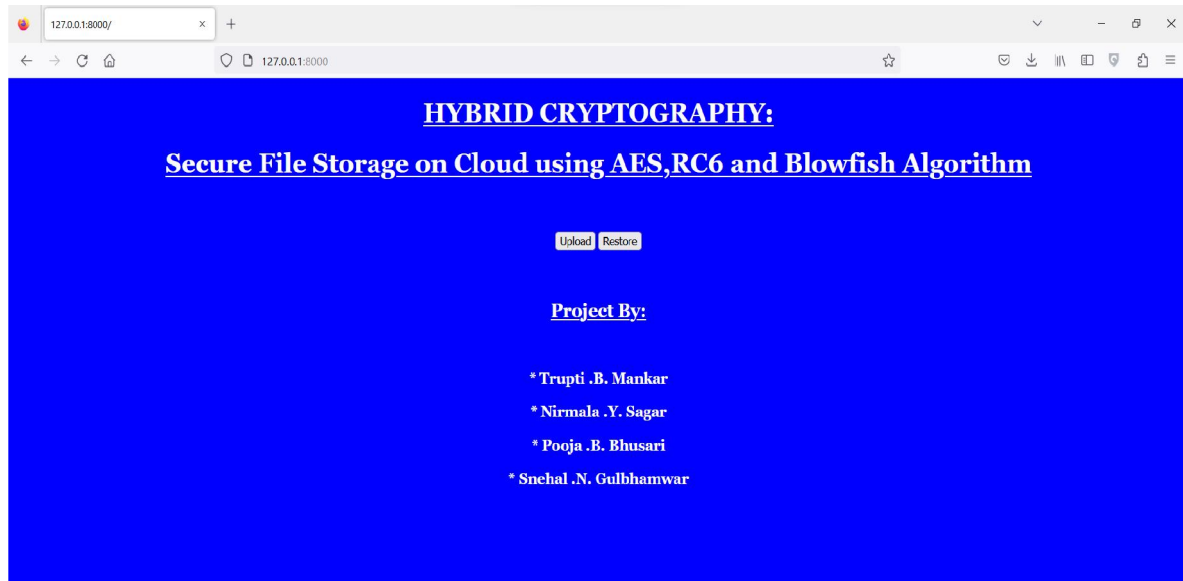 127.0.0.1:8000/
127.0.0.1:8000
HYBRID CRYPTOGRAPHY:
Secure File Storage on Cloud using AES,RC6 and Blowfish Algorithm
Upload Restore
Project By:
* Trupti .B. Mankar
* Nirmala .Y. Sagar
* Pooja .B. Bhusari
* Snehal .N. Gulbhamwar